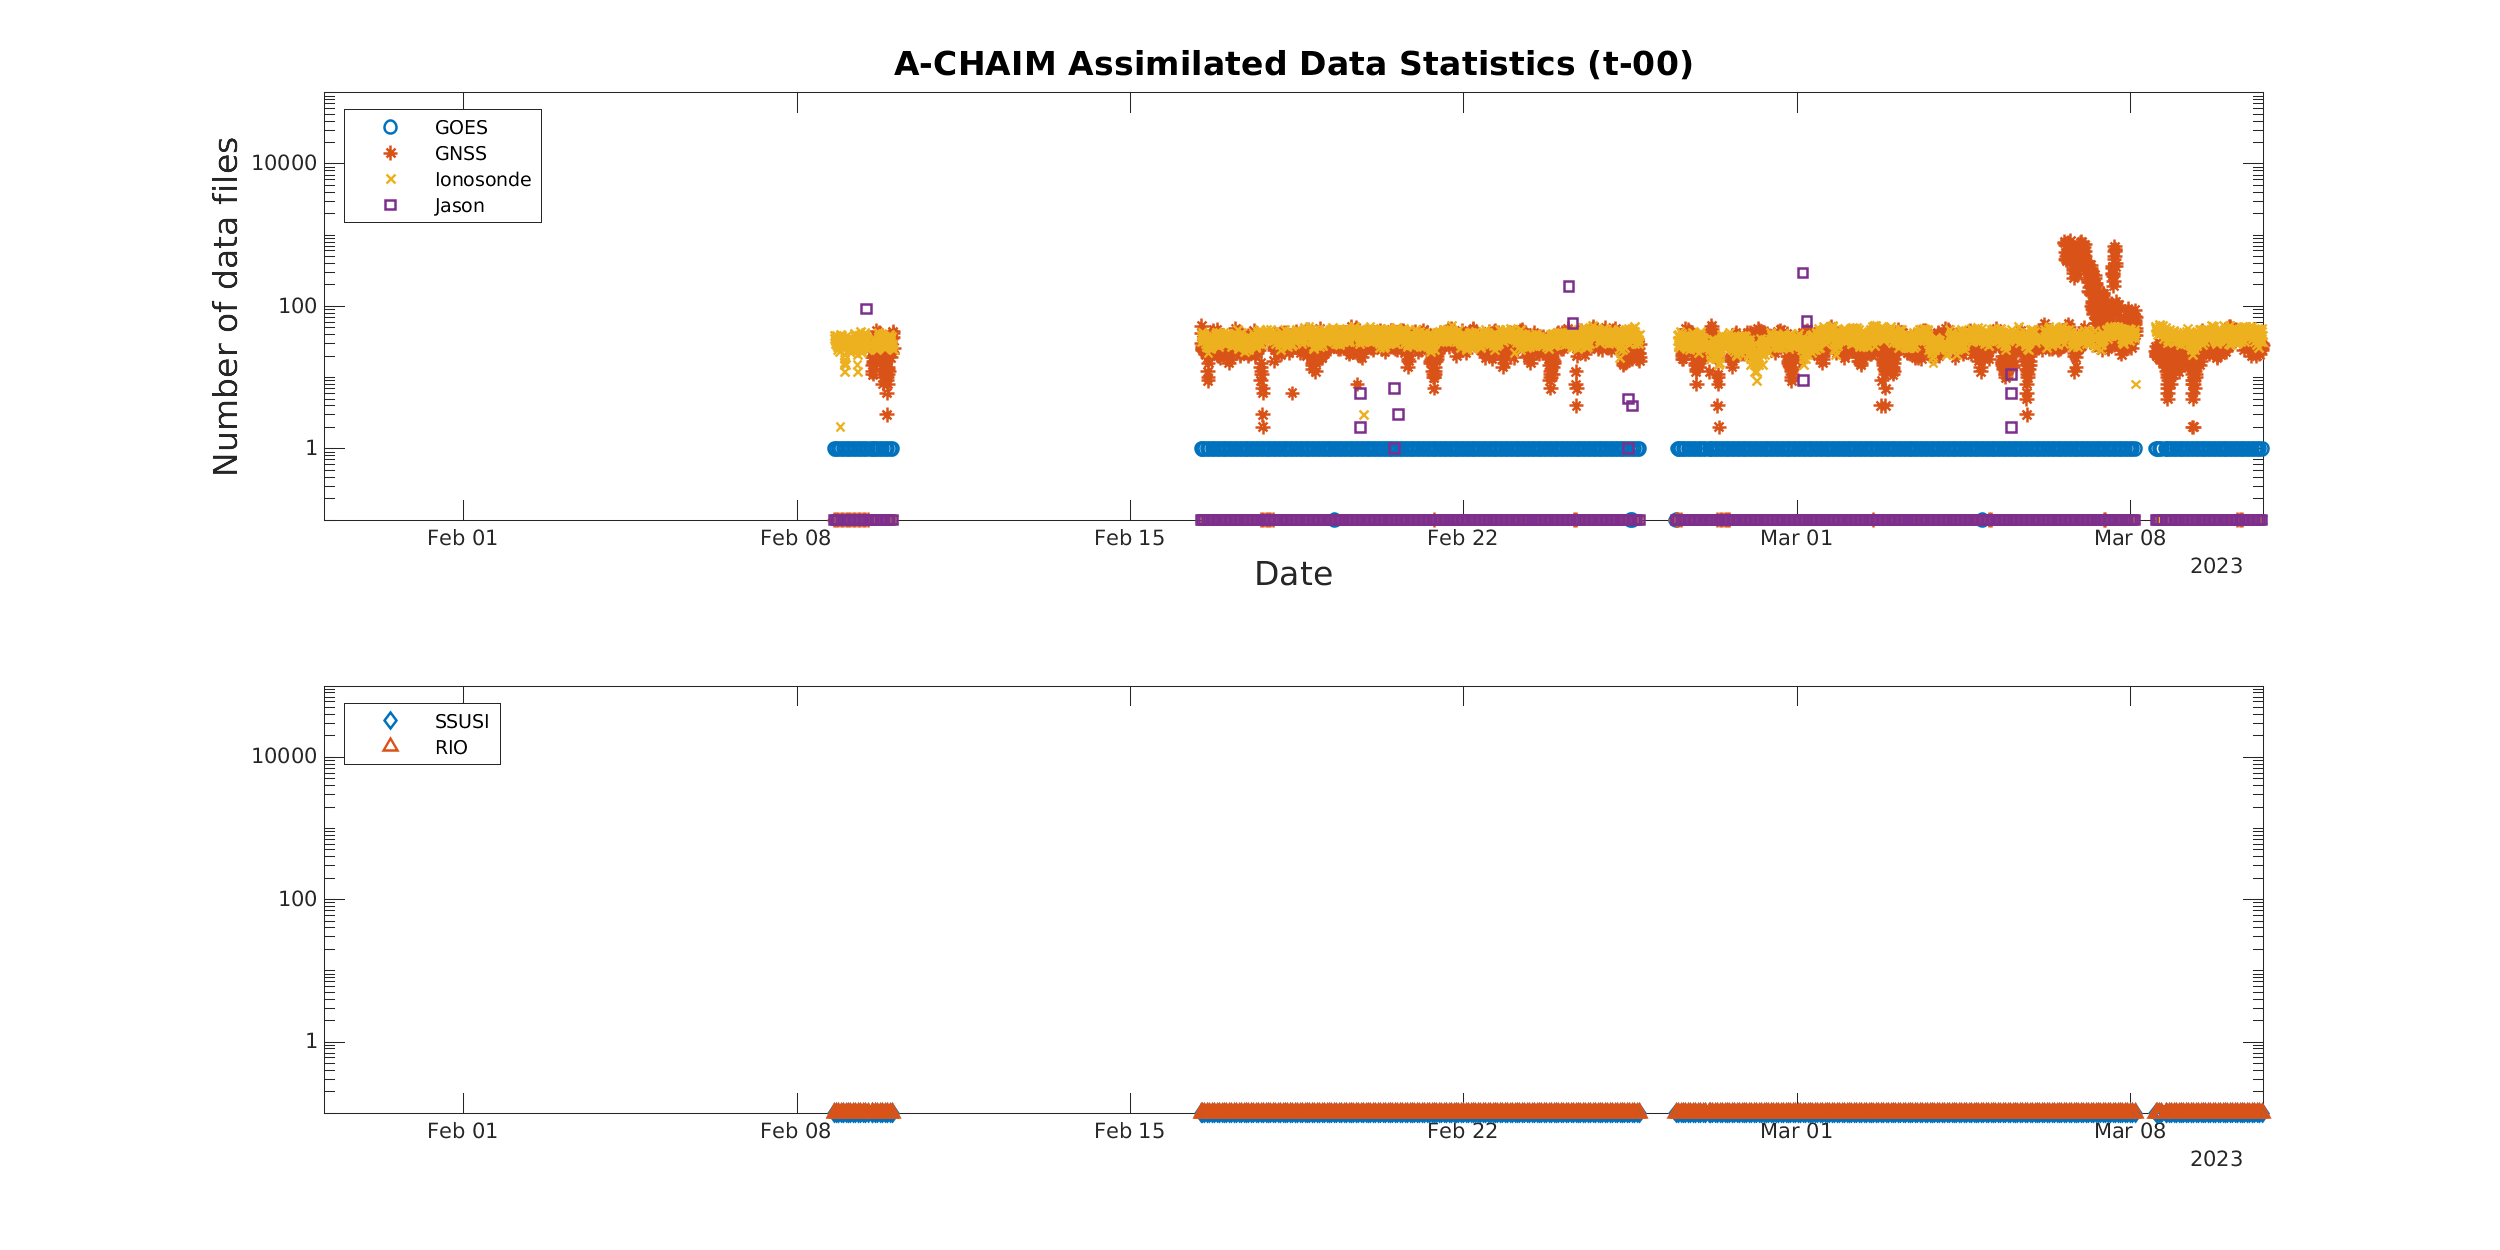 A-CHAIM Assimilated Data Statistics (t-00)
Number of data files
10000
100
1
GOES
GNSS
Ionosonde
Jason
Feb 01
Feb 08
Feb 15
Feb 22
Mar 01
Mar 08
2023
Date
10000
100
1
SSUSI
RIO
Feb 01
Feb 08
Feb 15
Feb 22
Mar 01
Mar 08
2023